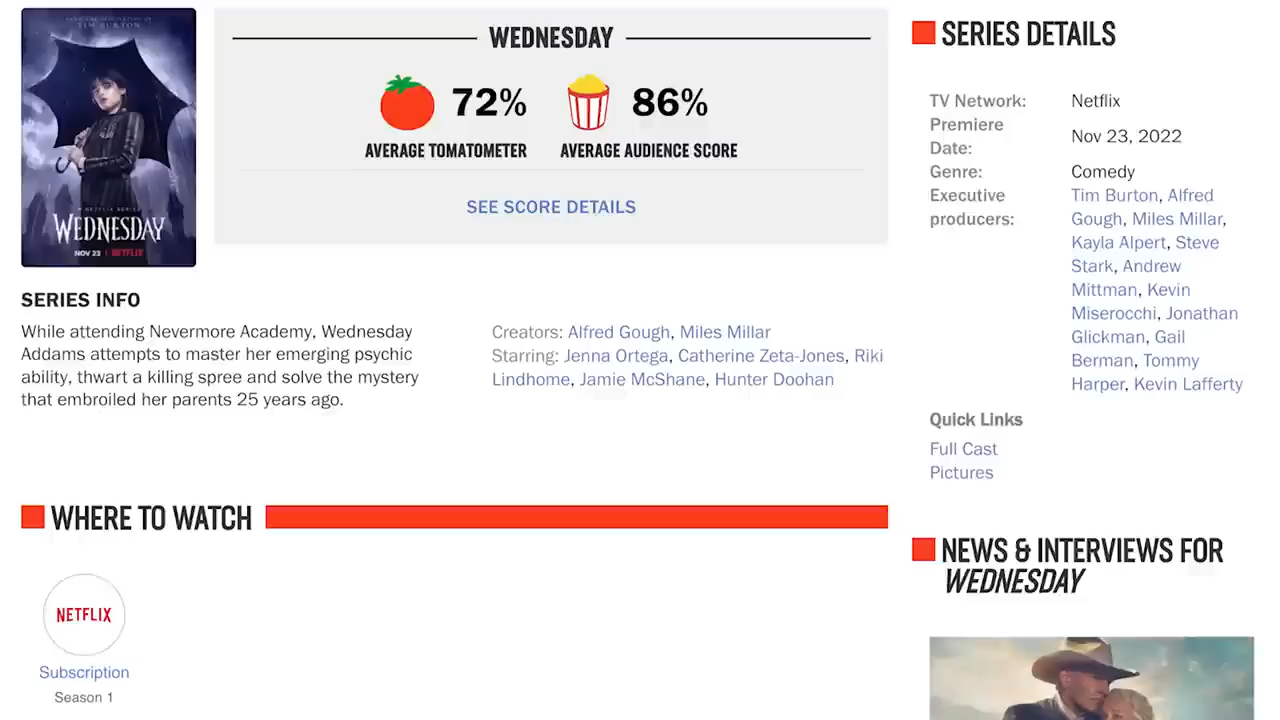 TIM BURTON
A NETFLIX SERIES
WEDNESDAY
NOV 23 | NETFLIX
WEDNESDAY
72%
86%
AVERAGE TOMATOMETER
AVERAGE AUDIENCE SCORE
SEE SCORE DETAILS
SERIES INFO
While attending Nevermore Academy, Wednesday
Addams attempts to master her emerging psychic
ability, thwart a killing spree and solve the mystery
that embroiled her parents 25 years ago.
Creators: Alfred Gough, Miles Millar
Starring: Jenna Ortega, Catherine Zeta-Jones, Riki
Lindhome, Jamie McShane, Hunter Doohan
WHERE TO WATCH
NETFLIX
Subscription
Season 1
SERIES DETAILS
TV Network: Netflix
Premiere
Date: Nov 23, 2022
Genre: Comedy
Executive
producers:
Tim Burton, Alfred
Gough, Miles Millar,
Kayla Alpert, Steve
Stark, Andrew
Mittman, Kevin
Miserocchi, Jonathan
Glickman, Gail
Berman, Tommy
Harper, Kevin Lafferty
Quick Links
Full Cast
Pictures
NEWS & INTERVIEWS FOR
WEDNESDAY